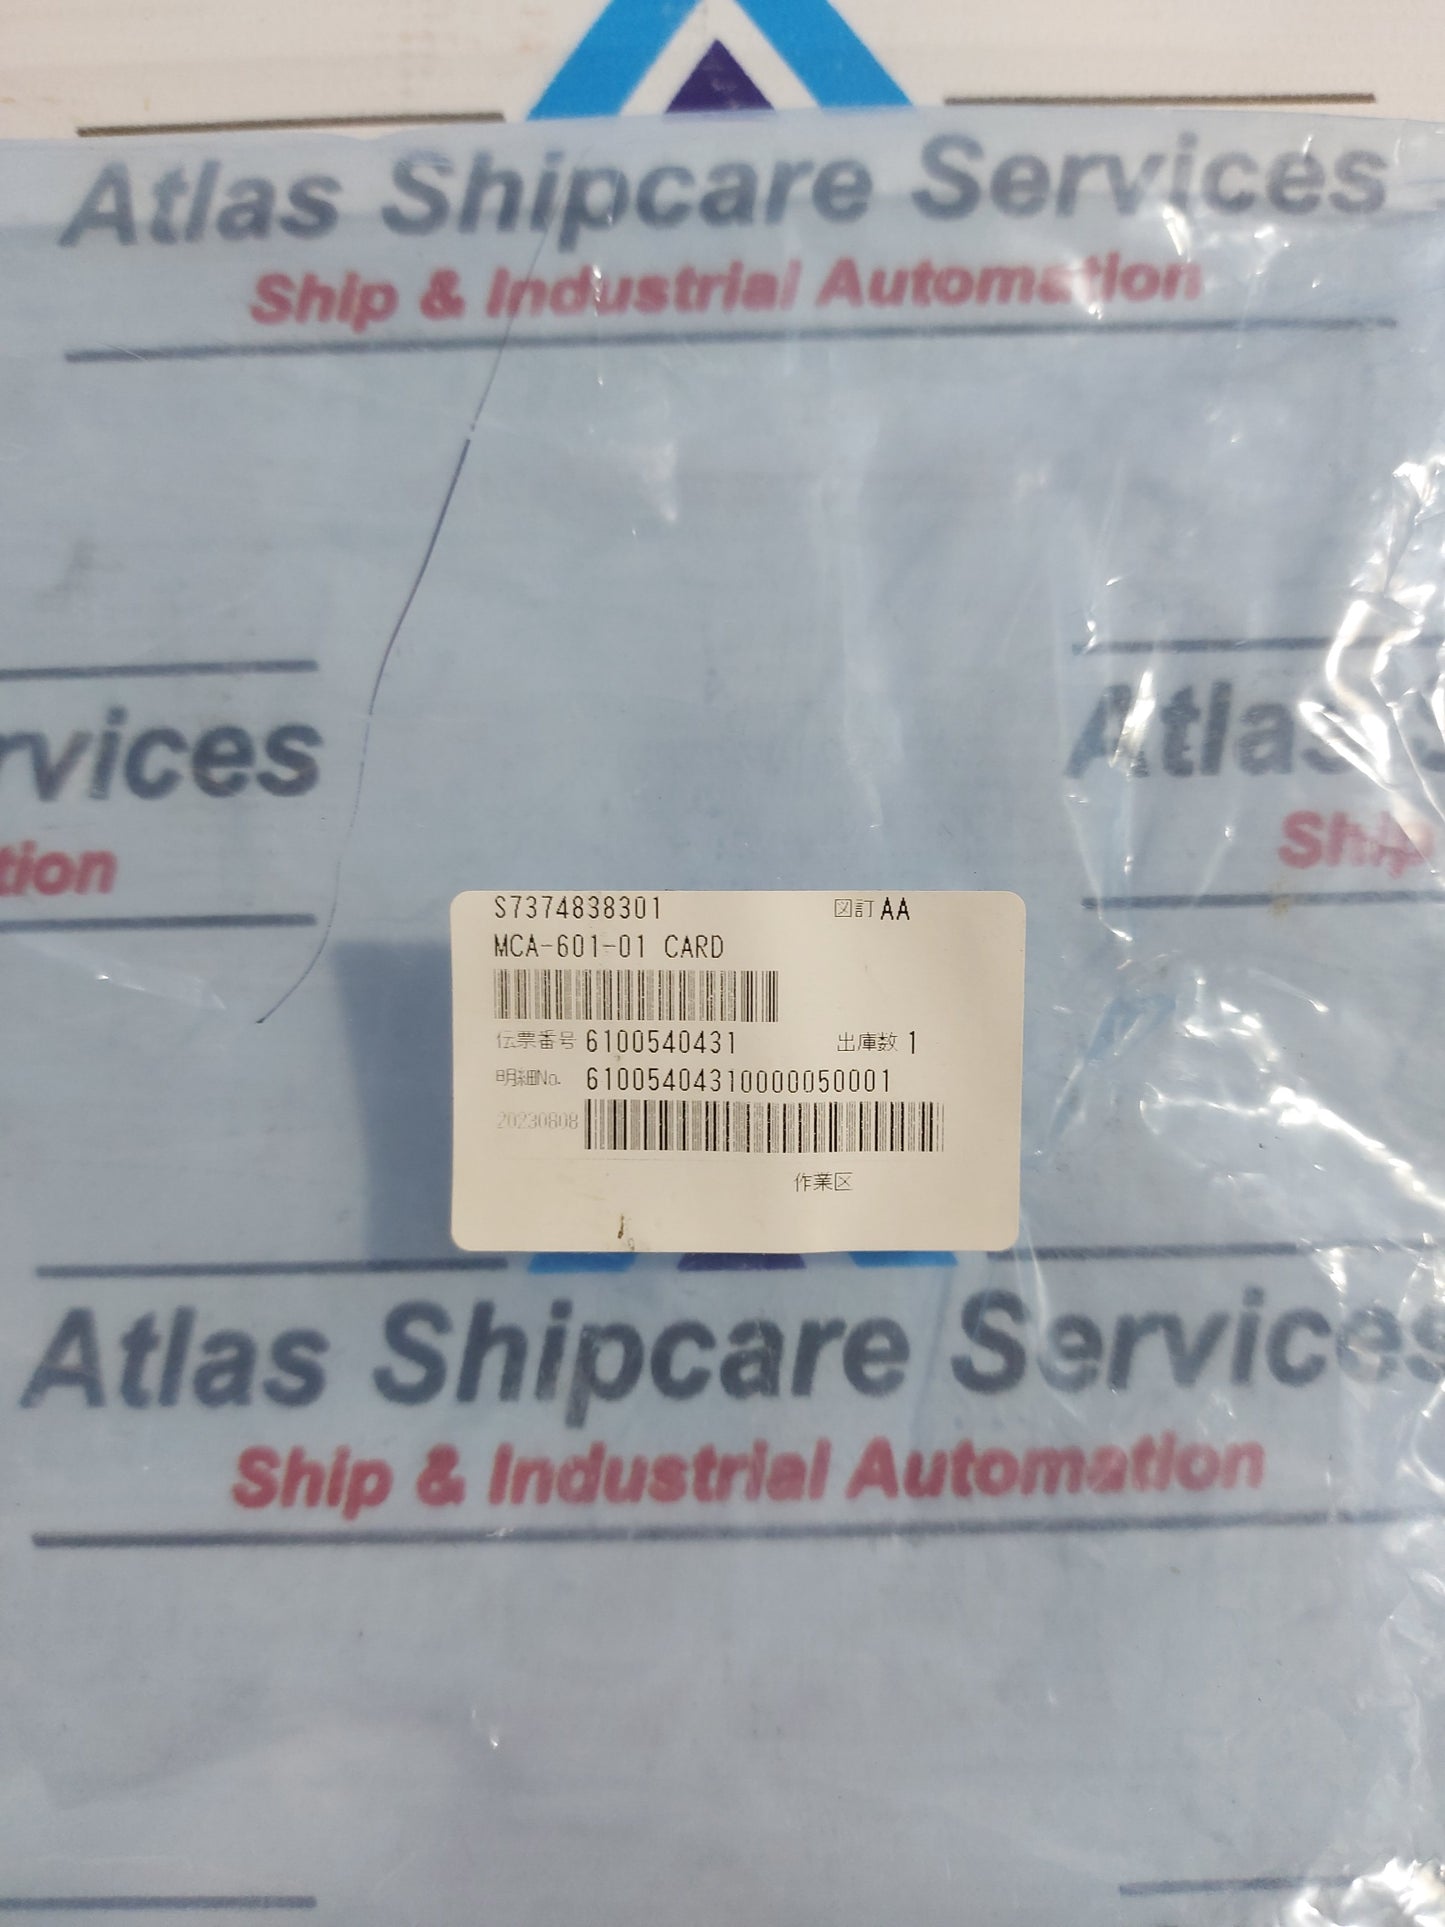 Atlas Shipcare Services
Ship & Industrial Automation
rvices
tion
Atlas S
Ship
S7374838301 図訂 AA
MCA-601-01 CARD
伝票番号 6100540431 出庫数 1
明細No. 61005404310000050001
20230808
作業区
Atlas Shipcare Services
Ship & Industrial Automation